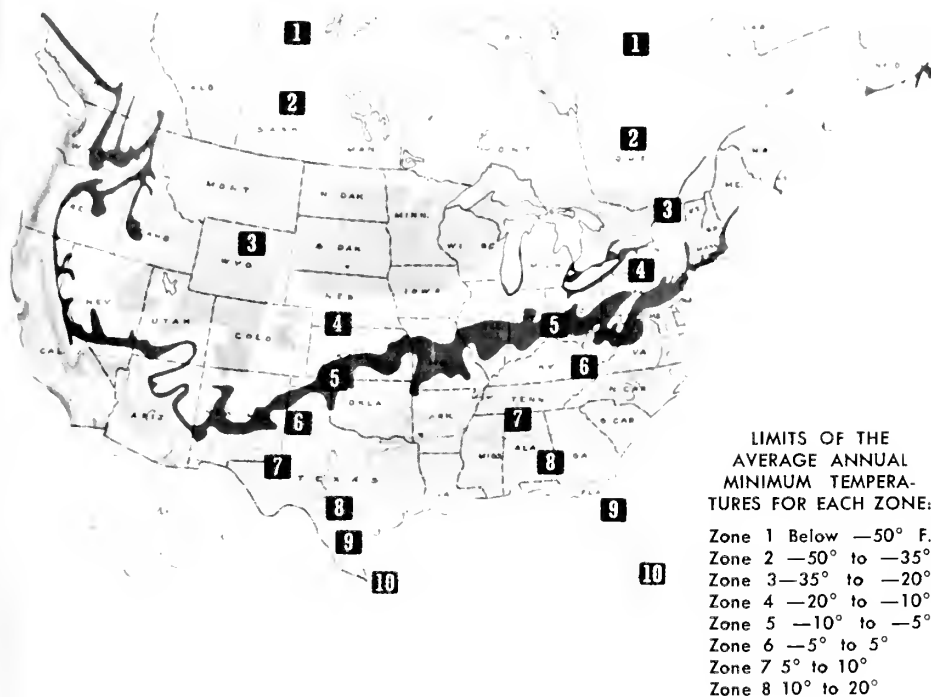 1
1
2
SASK
2
MAN
ONT
QUE
MONT
N DAK
MINN.
ME.
3
3
WYO
S DAK
WISC
NEB
IOWA
4
NEV
UTAH
COLO
4
5
CAL
5
6
KY
VA
ARIZ
OKLA
ARK
TENN
N CAR
6
7
S CAR
7
TEXAS
MISS
ALA
8
GA
LA
FLA
8
9
9
10
10
LIMITS OF THE
AVERAGE ANNUAL
MINIMUM TEMPERA-
TURES FOR EACH ZONE:
Zone 1 Below —50° F.
Zone 2 —50° to —35°
Zone 3—35° to —20°
Zone 4 —20° to —10°
Zone 5 —10° to —5°
Zone 6 —5° to 5°
Zone 7 5° to 10°
Zone 8 10° to 20°